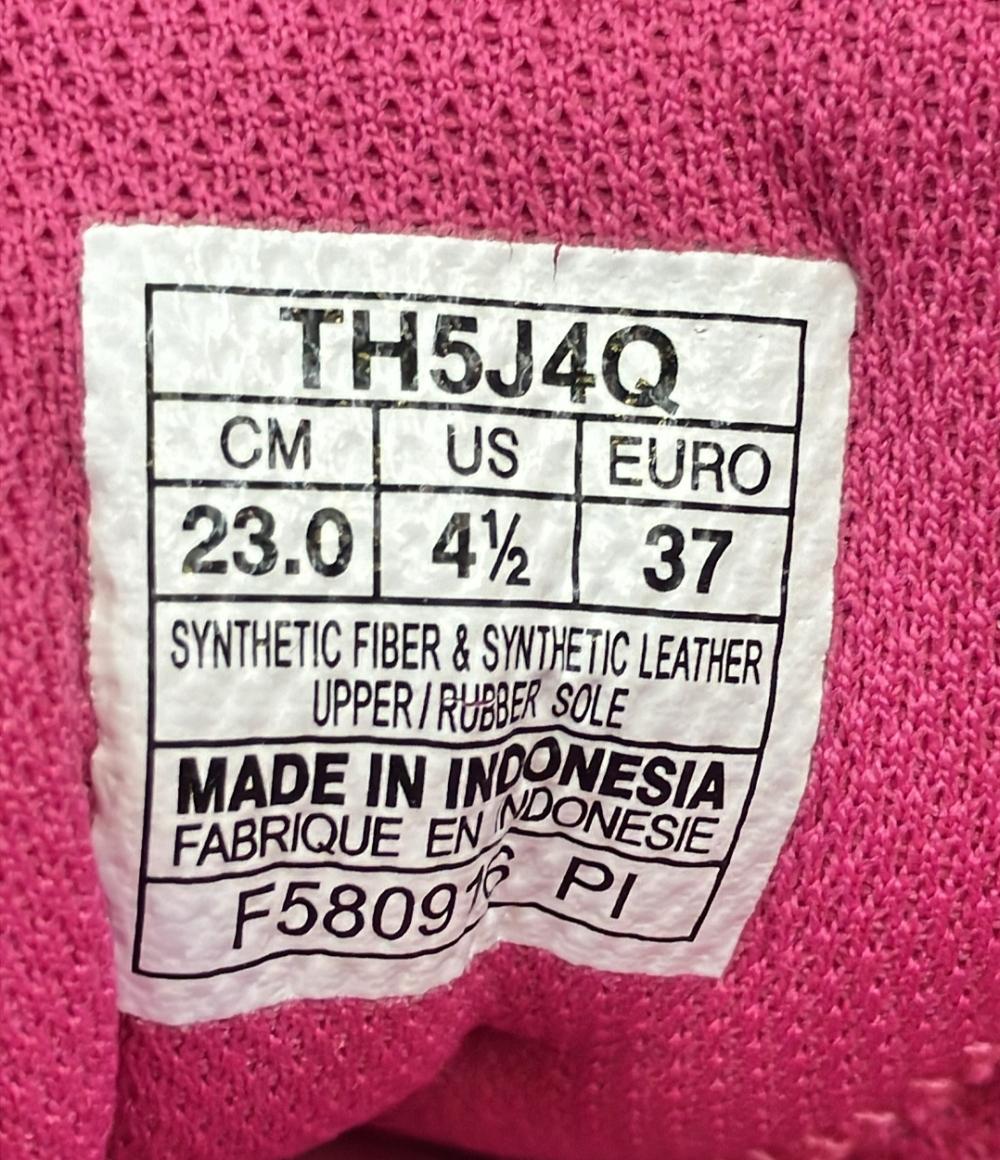 TH5J4Q
CM US EURO
23.0 4½ 37
SYNTHETIC FIBER & SYNTHETIC LEATHER
UPPER / RUBBER SOLE
MADE IN INDONESIA
FABRIQUE EN INDONESIE
F580916 PI